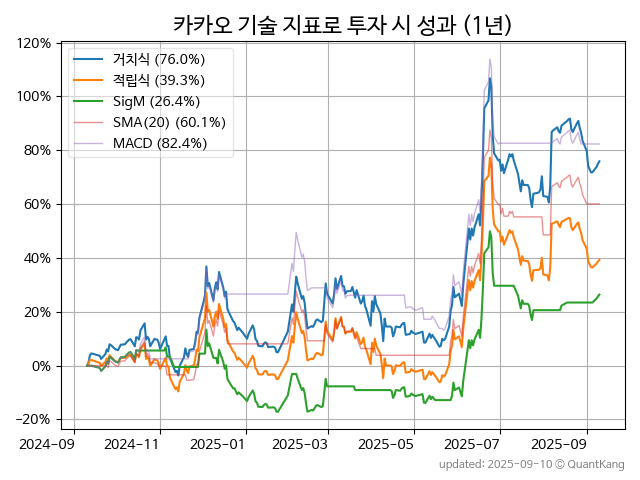 카카오 기술 지표로 투자 시 성과 (1년)
120%
100%
80%
60%
40%
20%
0%
−20%
거치식 (76.0%)
적립식 (39.3%)
SigM (26.4%)
SMA(20) (60.1%)
MACD (82.4%)
2024-09
2024-11
2025-01
2025-03
2025-05
2025-07
2025-09
updated: 2025-09-10 © QuantKang